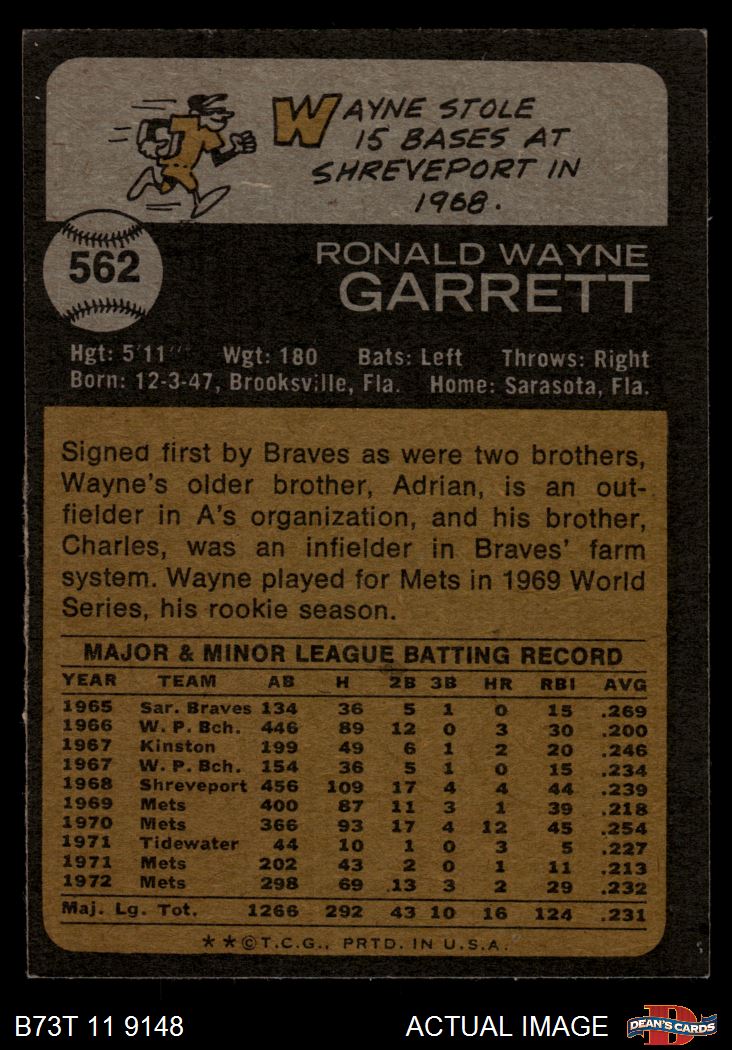 WAYNE STOLE
15 BASES AT
SHREVEPORT IN
1968.
562
RONALD WAYNE
GARRETT
Hgt: 5'11" Wgt: 180 Bats: Left Throws: Right
Born: 12-3-47, Brooksville, Fla. Home: Sarasota, Fla.
Signed first by Braves as were two brothers,
Wayne's older brother, Adrian, is an out-
fielder in A's organization, and his brother,
Charles, was an infielder in Braves' farm
system. Wayne played for Mets in 1969 World
Series, his rookie season.
MAJOR & MINOR LEAGUE BATTING RECORD
YEAR TEAM AB H 2B 3B HR RBI AVG
1965 Sar. Braves 134 36 5 1 0 15 .269
1966 W. P. Bch. 446 89 12 0 3 30 .200
1967 Kinston 199 49 6 1 2 20 .246
1967 W. P. Bch. 154 36 5 1 0 15 .234
1968 Shreveport 456 109 17 4 4 44 .239
1969 Mets 400 87 11 3 1 39 .218
1970 Mets 366 93 17 4 12 45 .254
1971 Tidewater 44 10 1 0 3 5 .227
1971 Mets 202 43 2 0 1 11 .213
1972 Mets 298 69 13 3 2 29 .232
Maj. Lg. Tot. 1266 292 43 10 16 124 .231
**©T.C.G., PRTD. IN U.S.A.
B73T 11 9148 ACTUAL IMAGE D DEAN'S CARDS